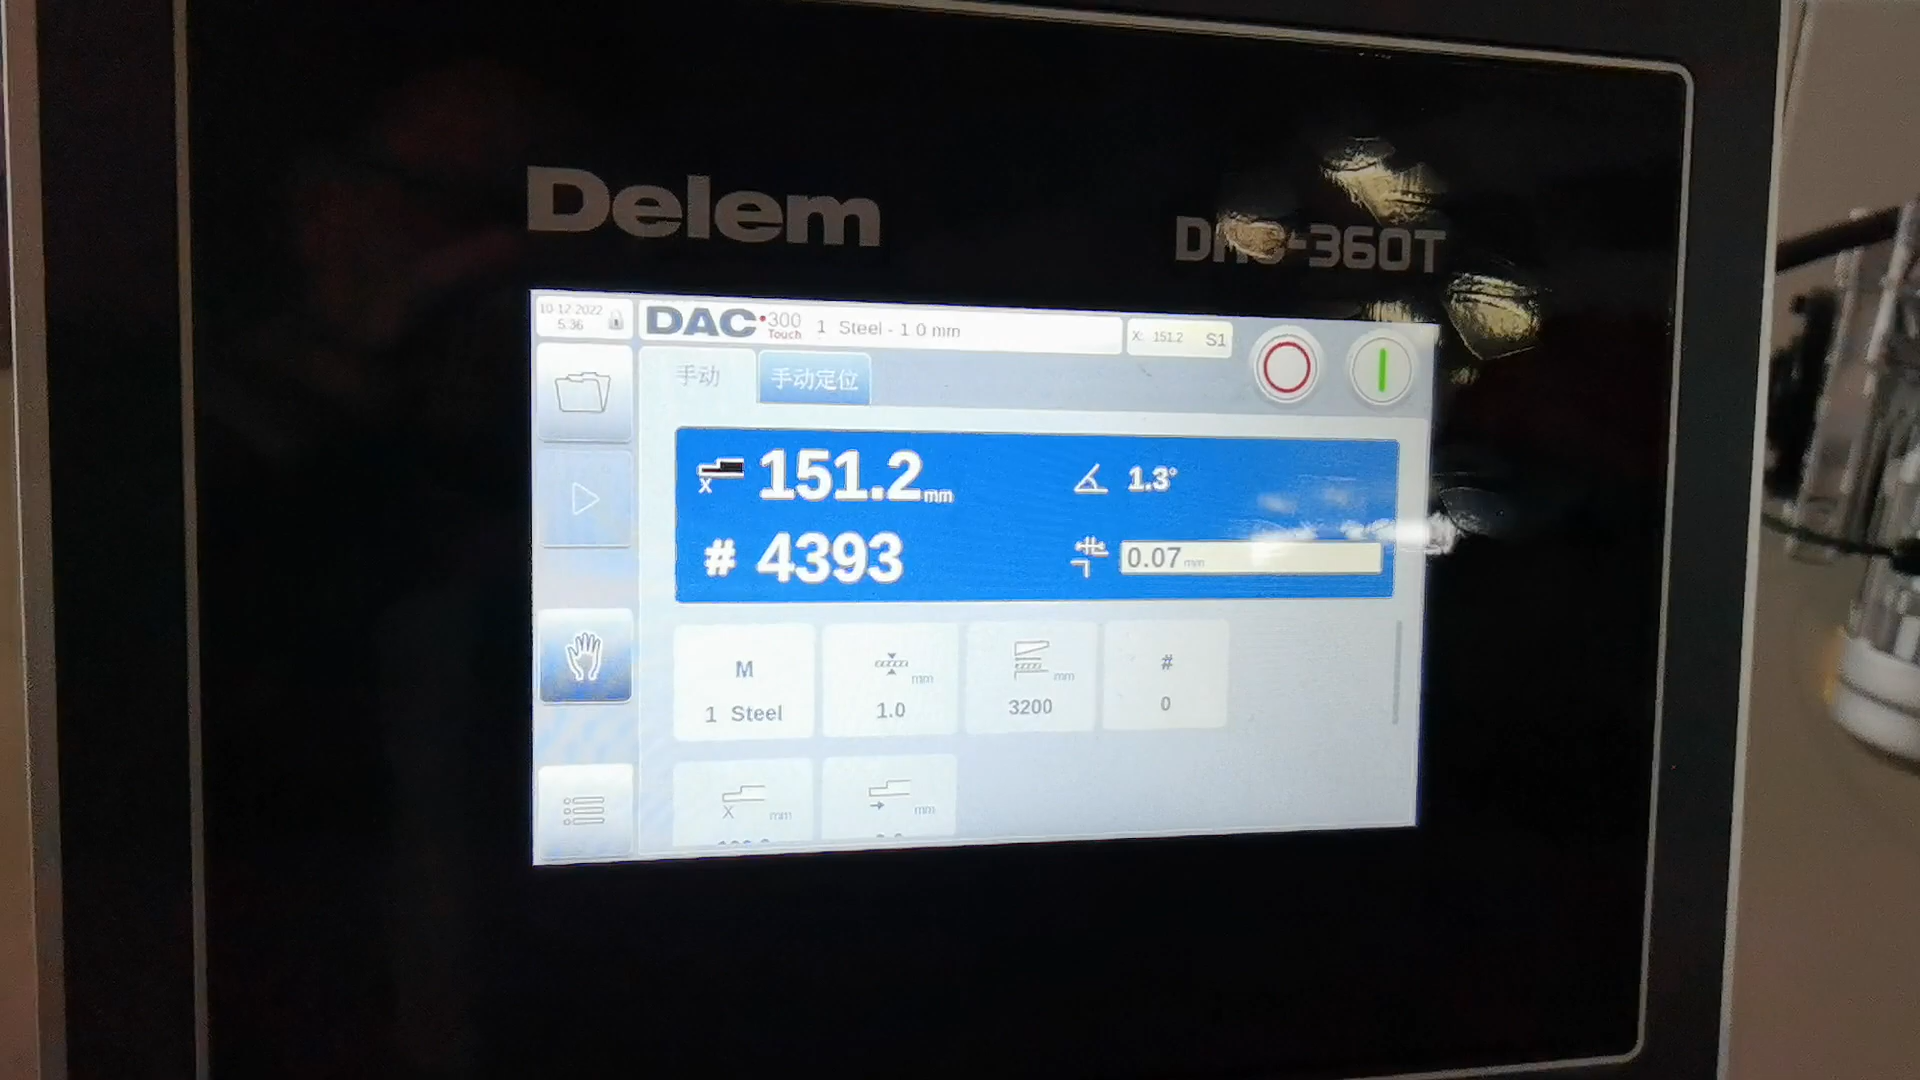 Delem
-360T
10-12-2022
5:36
DAC 300
Touch
1 Steel - 1 0 mm
X: 151.2 S1
手动
手动定位
X 151.2 mm
1.3°
# 4393
0.07 mm
M
1 Steel
mm
1.0
mm
3200
#
0
X mm
mm